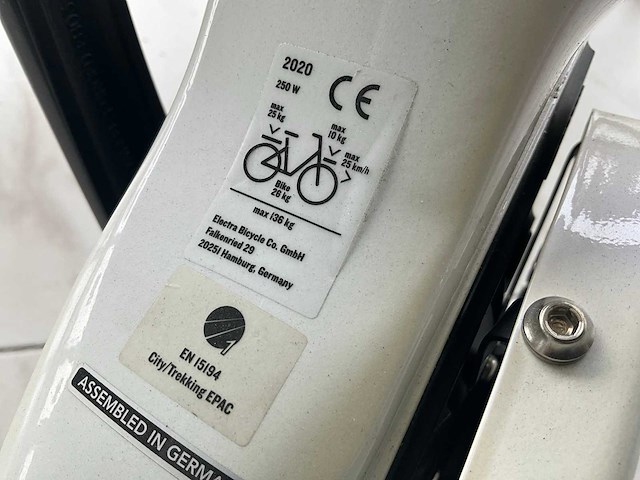 2020
250 W
CE
max
25 kg
max
10 kg
max
25 km/h
Bike
26 kg
max 136 kg
Electra Bicycle Co. GmbH
Falkenried 29
20251 Hamburg, Germany
1
EN 15194
City/Trekking EPAC
ASSEMBLED IN GERMA